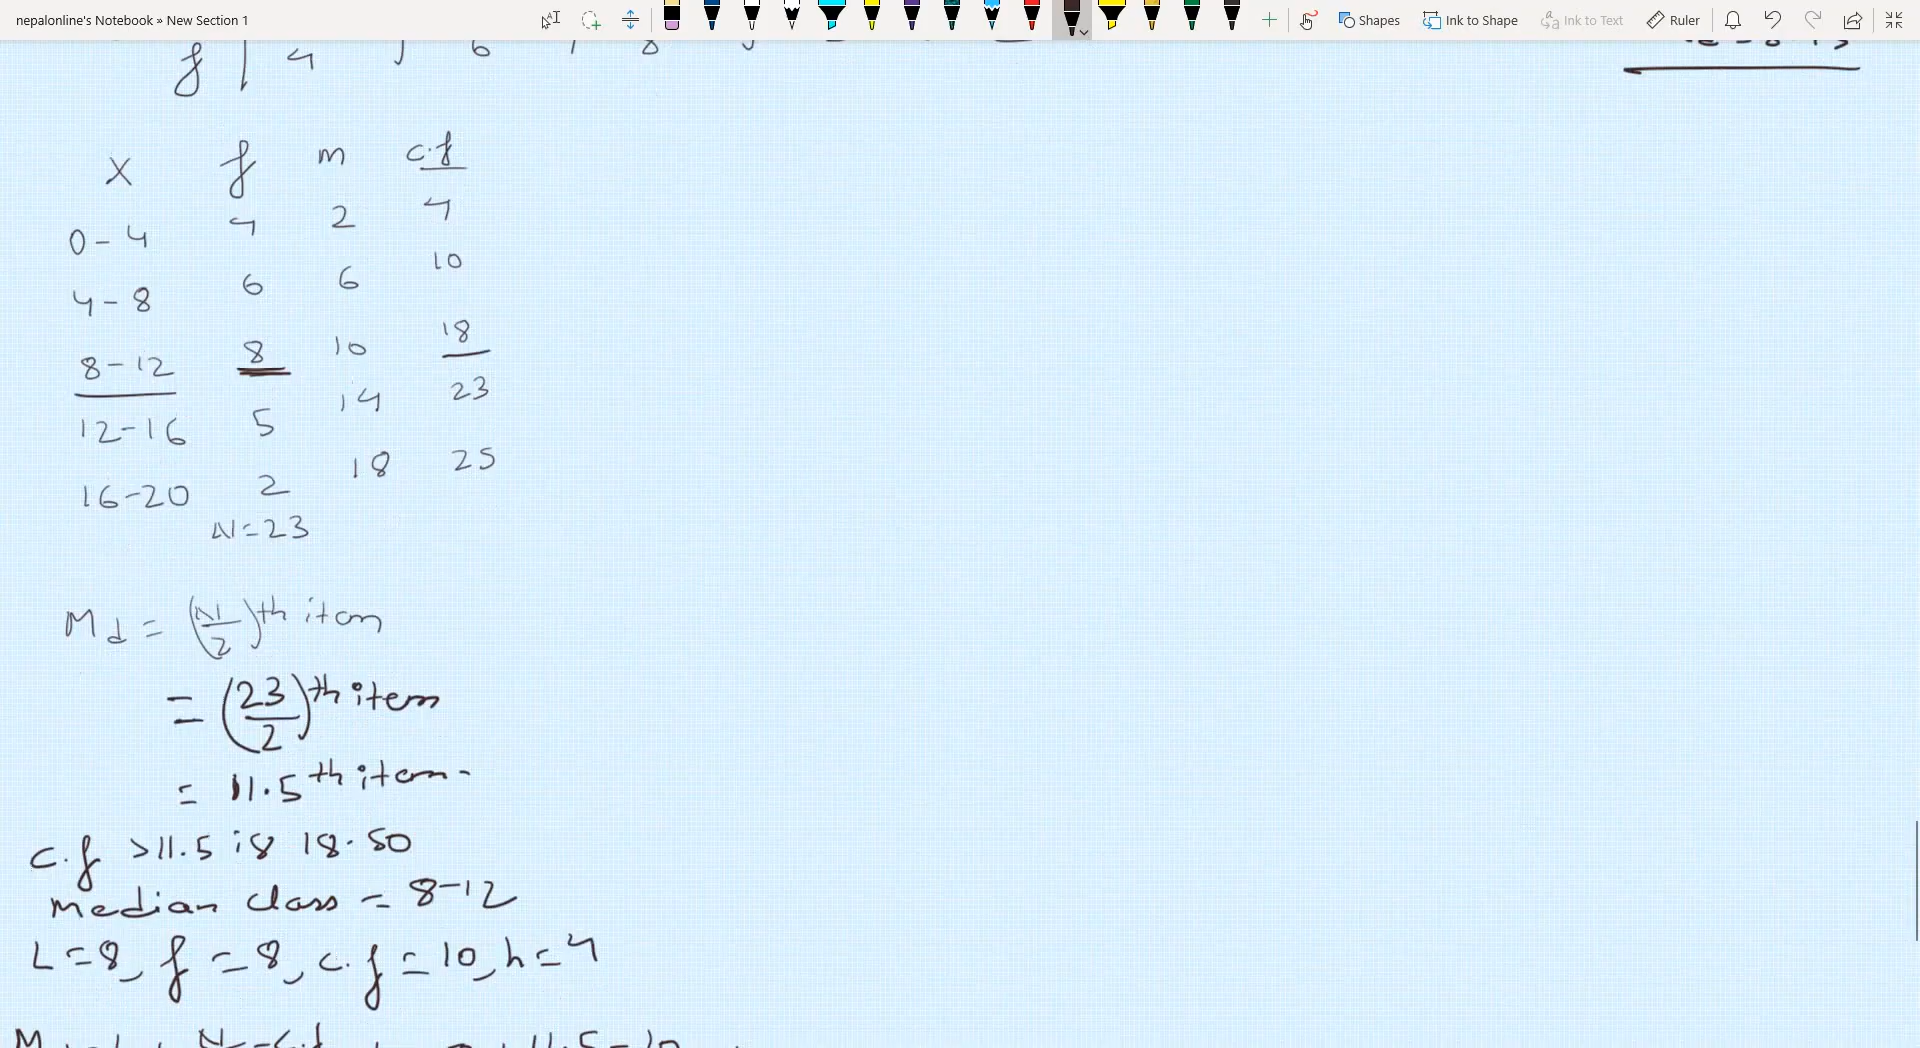 nepalonline's Notebook » New Section 1
Shapes Ink to Shape Ink to Text Ruler
f | 4 6 8
X f m c.f
0-4 4 2 4
4-8 6 6 10
8-12 8 10 18
12-16 5 14 23
16-20 2 18 25
N=23
Md = (N/2)th item
= (23/2)th item
= 11.5th item.
c.f >11.5 is 18. so
Median class = 8-12
L=8, f=8, c.f=10, h=4